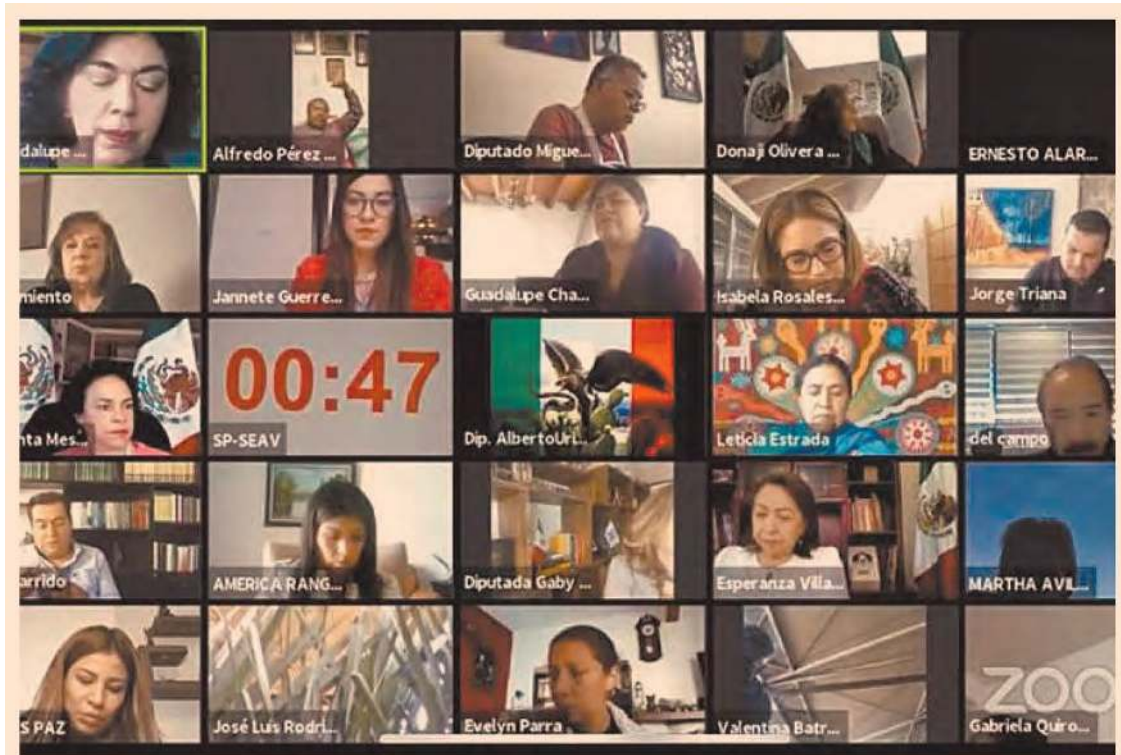 dalupe ...
Alfredo Pérez ...
Diputado Migue...
Donaji Olivera ...
ERNESTO ALAR...
miento
Jannete Guerre...
Guadalupe Cha...
Isabela Rosales...
Jorge Triana
nta Mes...
00:47
SP-SEAV
Dip. AlbertoUri...
Leticia Estrada
del campo
arrido
AMERICA RANG...
Diputada Gaby ...
Esperanza Villa...
MARTHA AVIL...
S PAZ
José Luis Rodri...
Evelyn Parra
Valentina Batr...
ZOO
Gabriela Quiro...